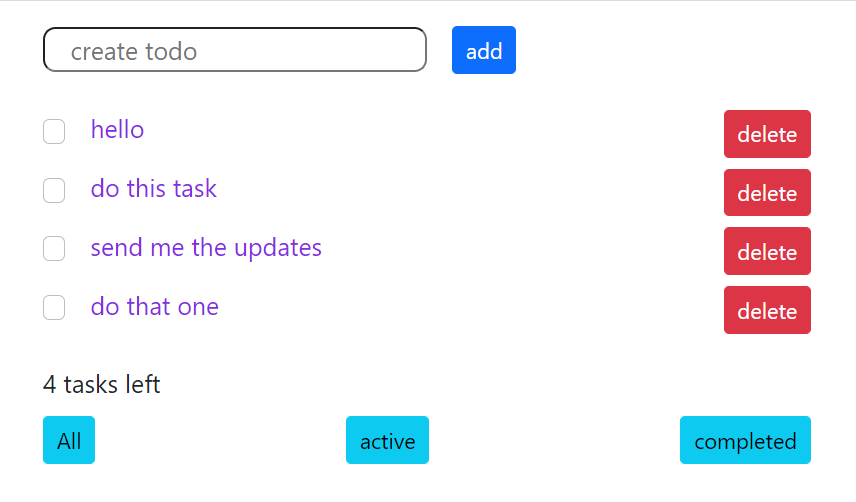 create todo add
hello delete
do this task delete
send me the updates delete
do that one delete
4 tasks left
All active completed